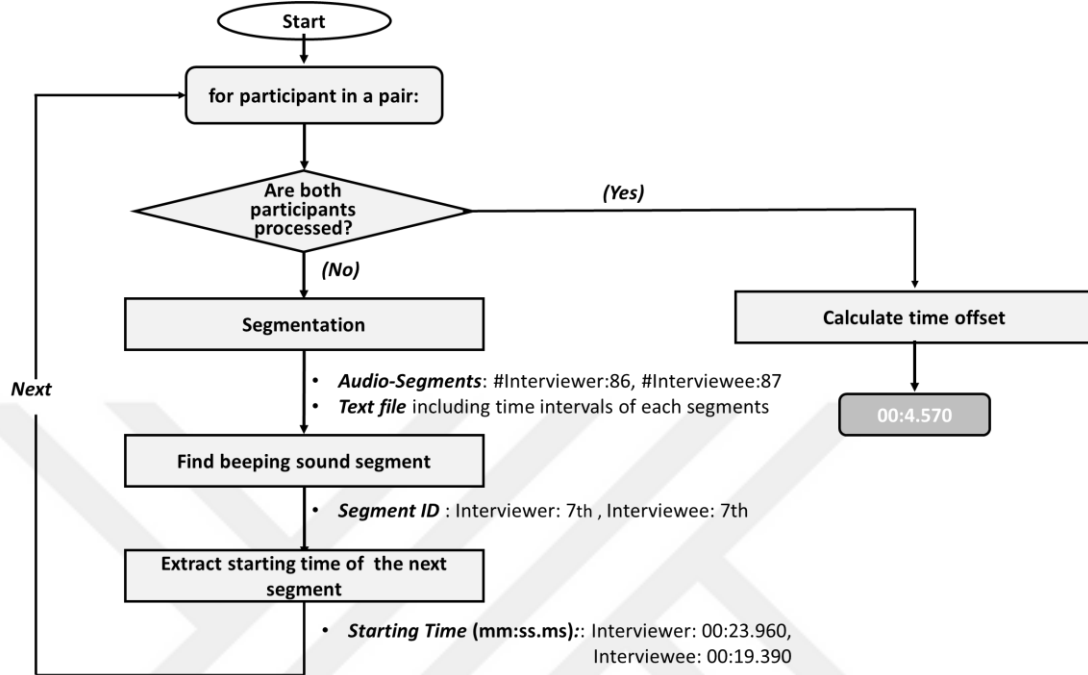 Start
for participant in a pair:
Are both
participants
processed?
(Yes)
(No)
Segmentation
Calculate time offset
• Audio-Segments: #Interviewer:86, #Interviewee:87
• Text file including time intervals of each segments
Next
00:4.570
Find beeping sound segment
• Segment ID : Interviewer: 7th , Interviewee: 7th
Extract starting time of the next
segment
• Starting Time (mm:ss.ms):: Interviewer: 00:23.960,
Interviewee: 00:19.390